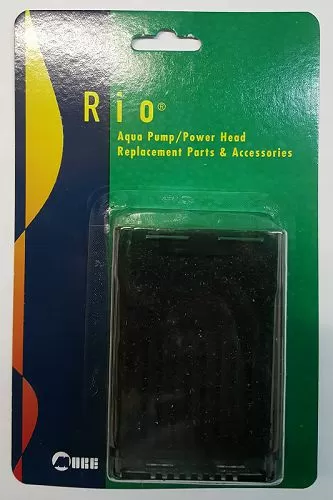 Rio®
Aqua Pump/Power Head
Replacement Parts & Accessories